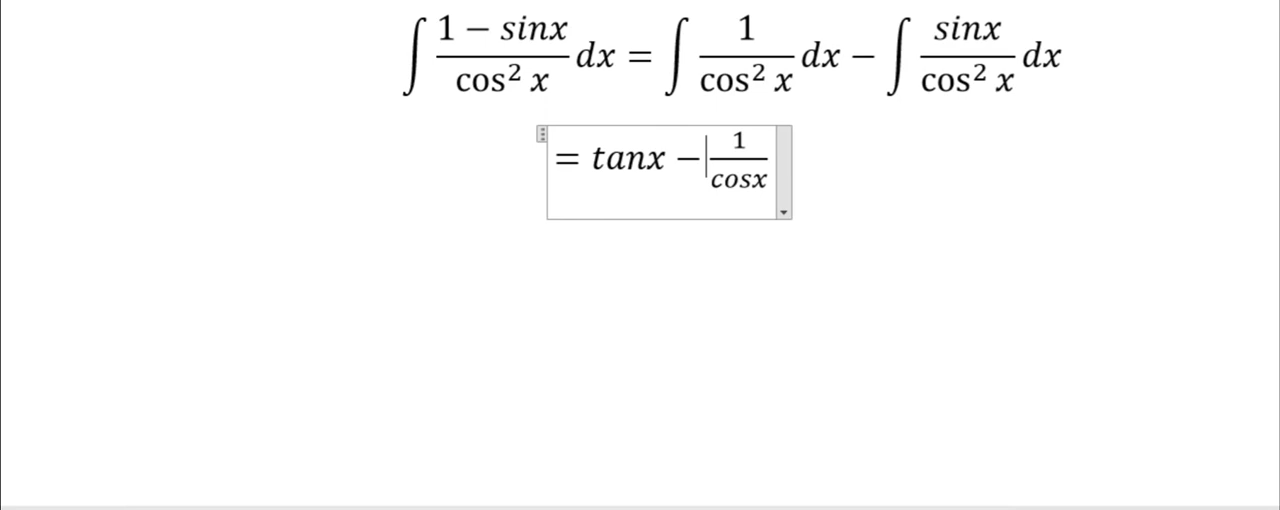 ∫ (1 − sinx)/(cos² x) dx = ∫ 1/(cos² x) dx − ∫ sinx/(cos² x) dx
= tanx − 1/cosx